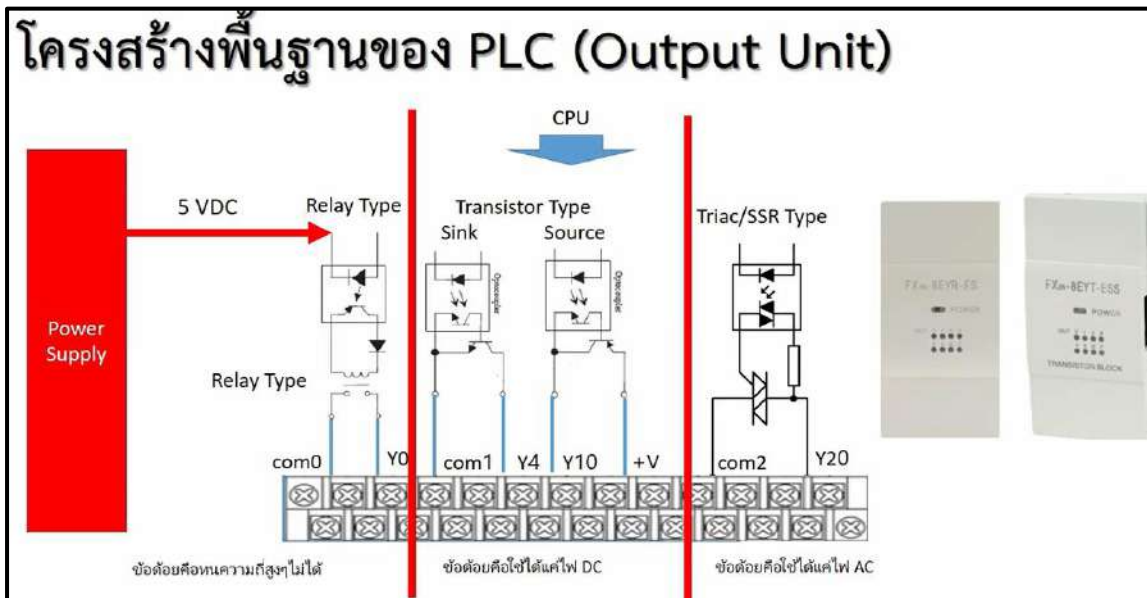 โครงสร้างพื้นฐานของ PLC (Output Unit)
CPU
5 VDC
Relay Type
Transistor Type
Sink
Source
Triac/SSR Type
Optocoupler
Optocoupler
Power
Supply
Relay Type
com0
Y0
com1
Y4
Y10
+V
com2
Y20
POWER
OUT
POWER
OUT
TRANSISTOR BLOCK
ข้อด้อยคือทนความถี่สูงๆไม่ได้
ข้อด้อยคือใช้ได้แค่ไฟ DC
ข้อด้อยคือใช้ได้แค่ไฟ AC